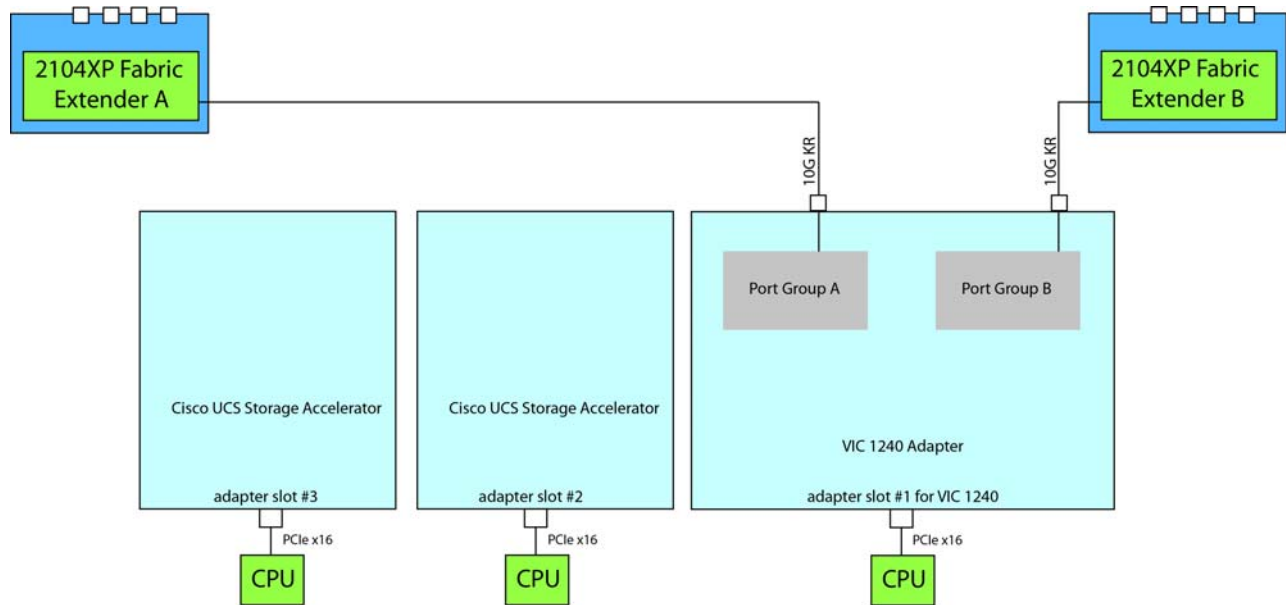 2104XP Fabric
Extender A
2104XP Fabric
Extender B
10G KR
10G KR
Port Group A
Port Group B
Cisco UCS Storage Accelerator
Cisco UCS Storage Accelerator
VIC 1240 Adapter
adapter slot #3
adapter slot #2
adapter slot #1 for VIC 1240
PCIe x16
PCIe x16
PCIe x16
CPU
CPU
CPU